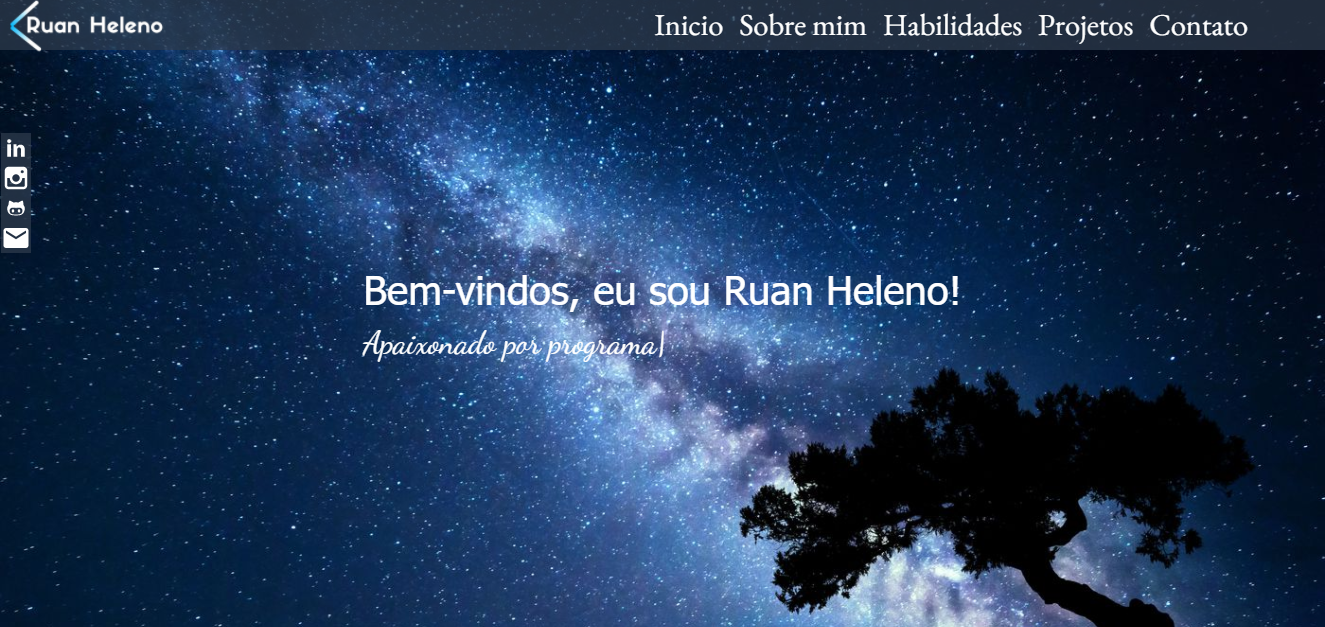 Ruan Heleno
Inicio Sobre mim Habilidades Projetos Contato
in
Bem-vindos, eu sou Ruan Heleno!
Apaixonado por programa|